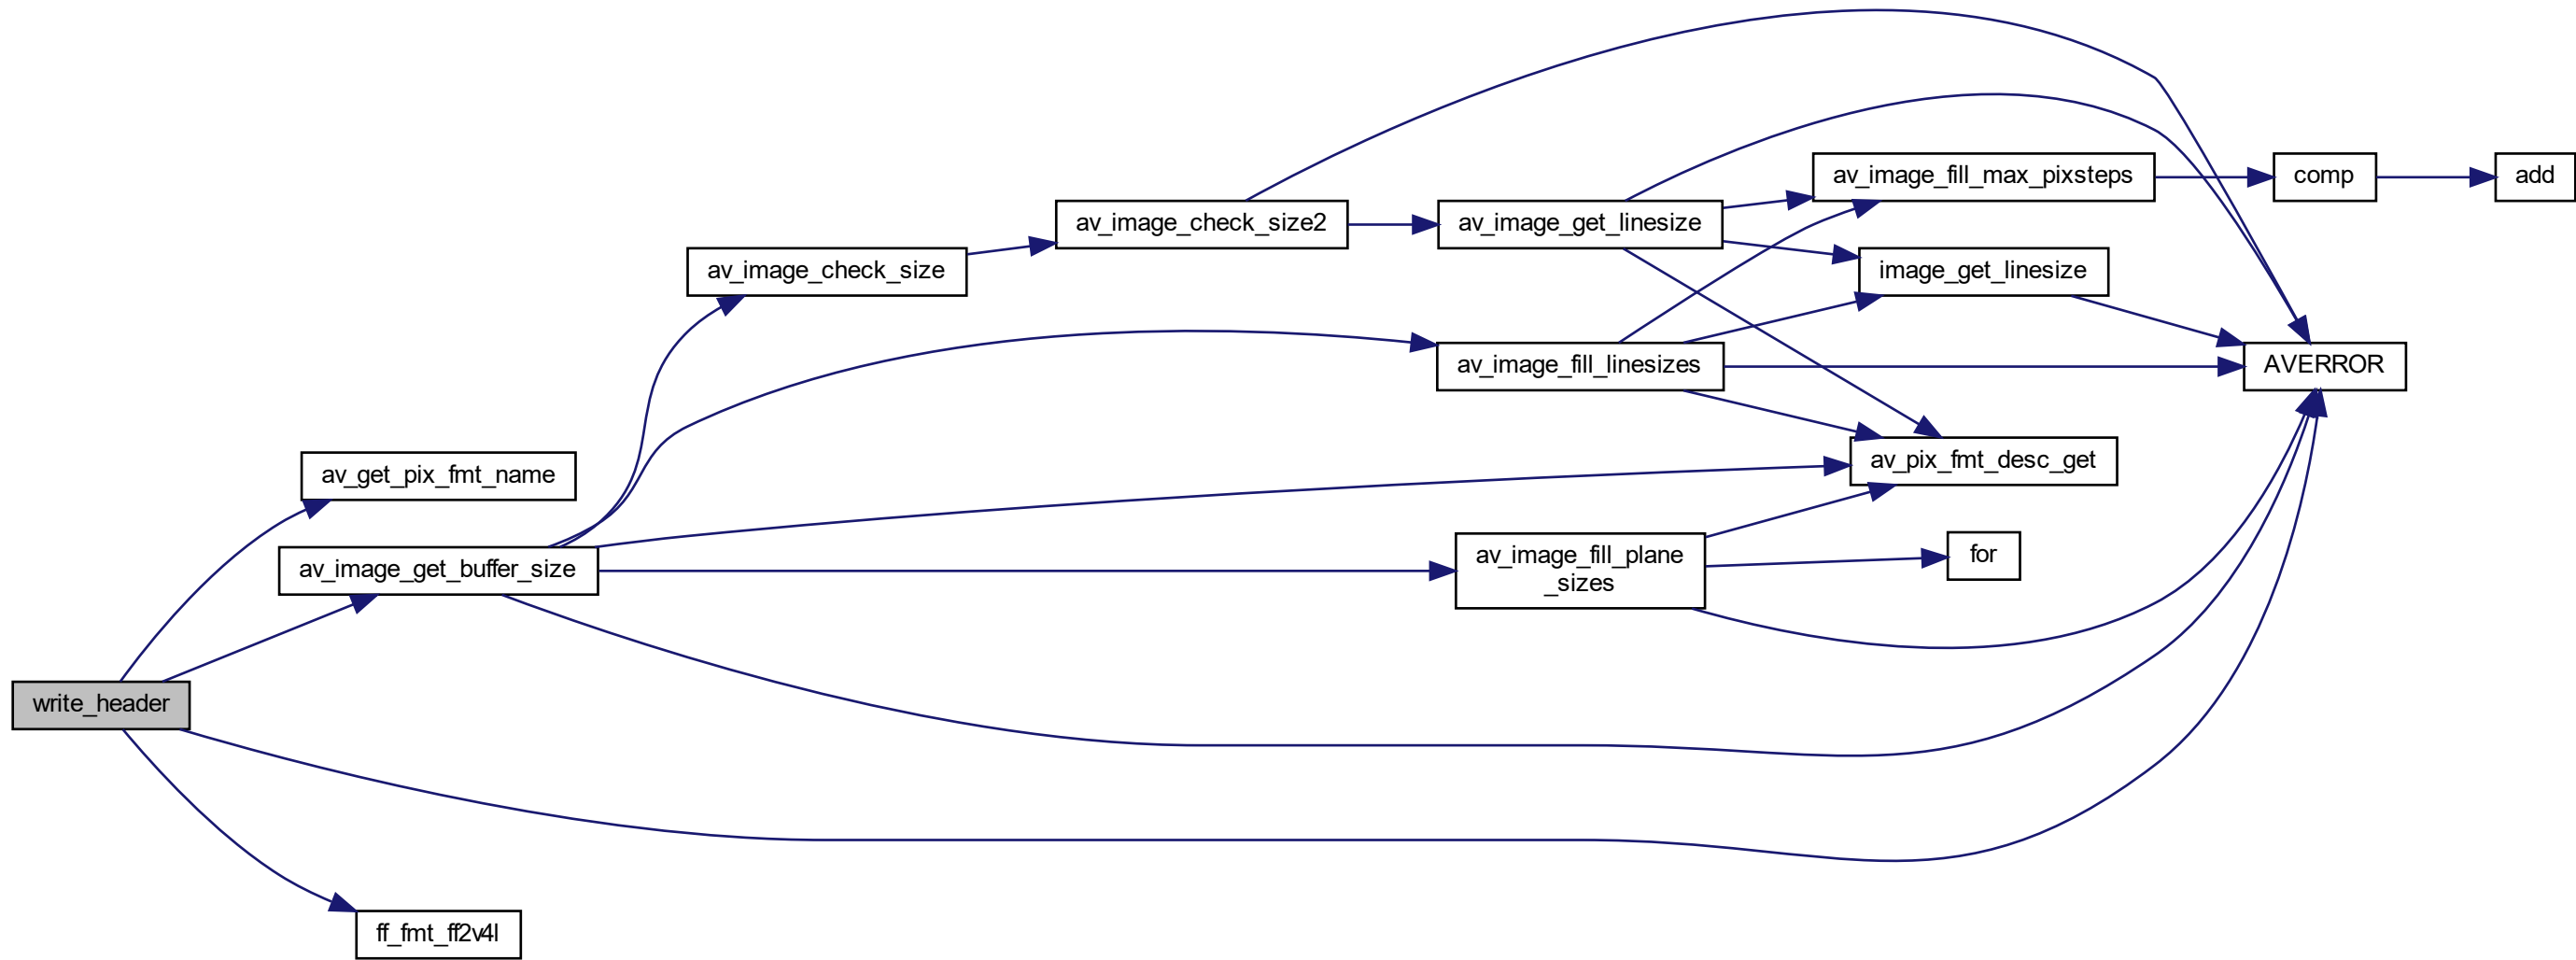 av_image_fill_max_pixsteps
comp
add
av_image_check_size2
av_image_get_linesize
av_image_check_size
image_get_linesize
av_image_fill_linesizes
AVERROR
av_get_pix_fmt_name
av_pix_fmt_desc_get
av_image_get_buffer_size
av_image_fill_plane
_sizes
for
write_header
ff_fmt_ff2v4l